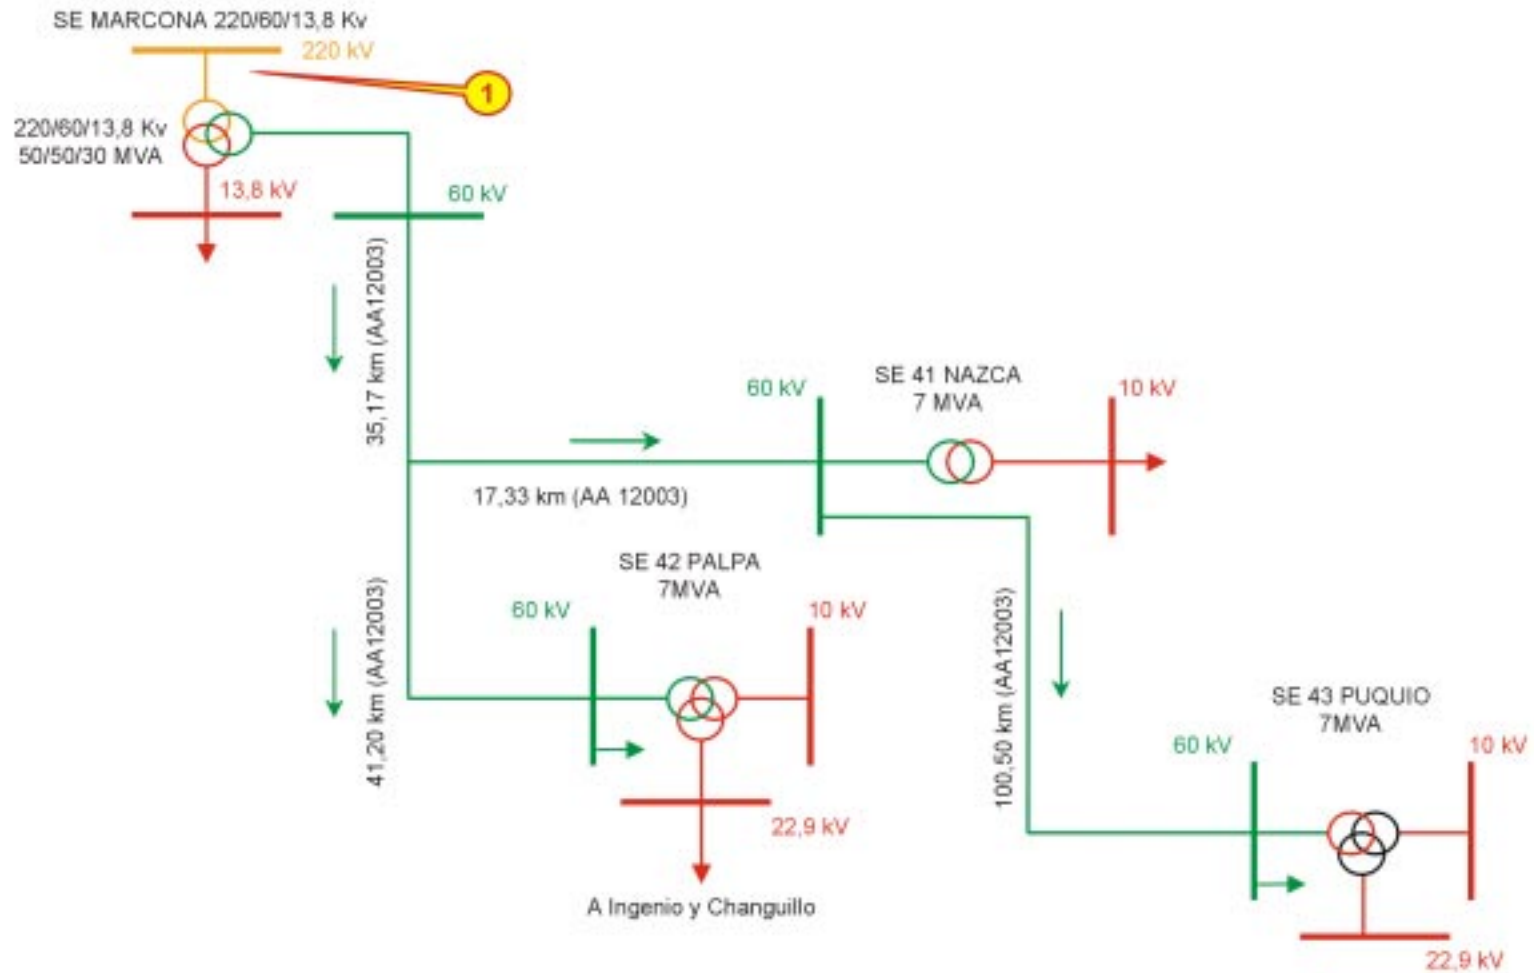 SE MARCONA 220/60/13,8 Kv
220 kV
1
220/60/13,8 Kv
50/50/30 MVA
13,8 kV
60 kV
35,17 km (AA12003)
60 kV
SE 41 NAZCA
7 MVA
10 kV
17,33 km (AA 12003)
SE 42 PALPA
7MVA
60 kV
10 kV
41,20 km (AA12003)
100,50 km (AA12003)
SE 43 PUQUIO
7MVA
60 kV
10 kV
22,9 kV
A Ingenio y Changuillo
22,9 kV